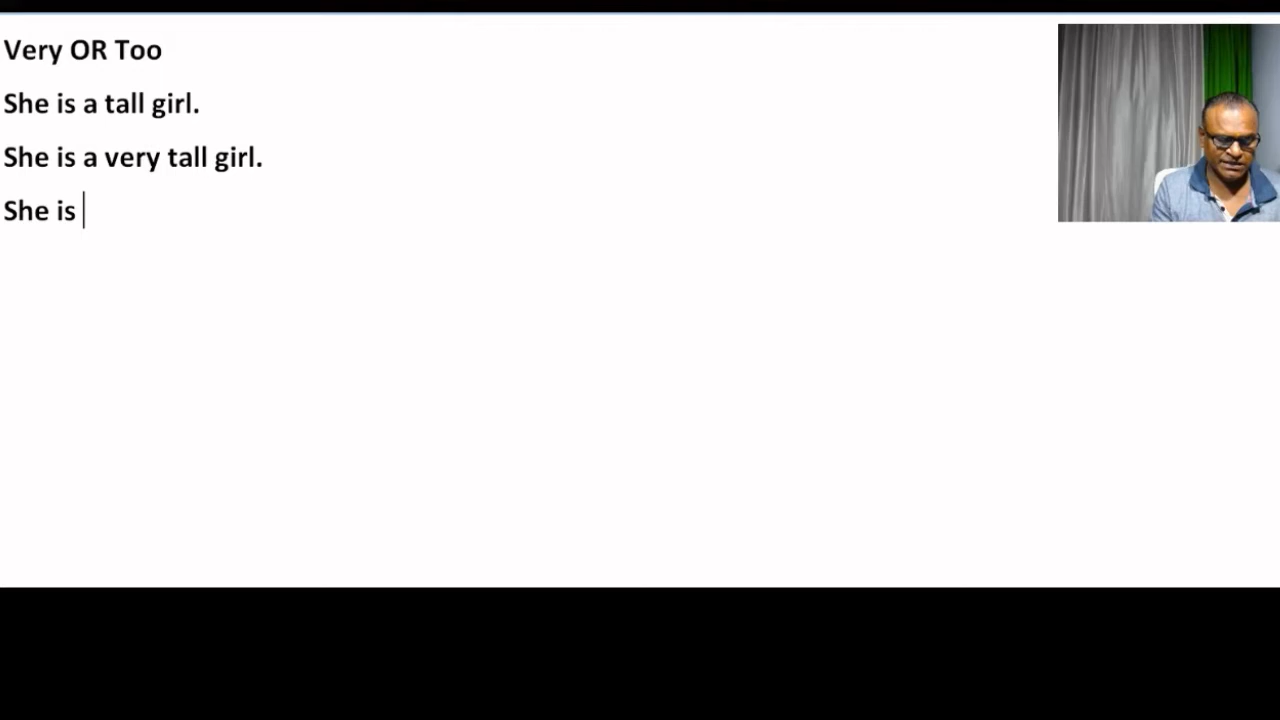 Very OR Too
She is a tall girl.
She is a very tall girl.
She is